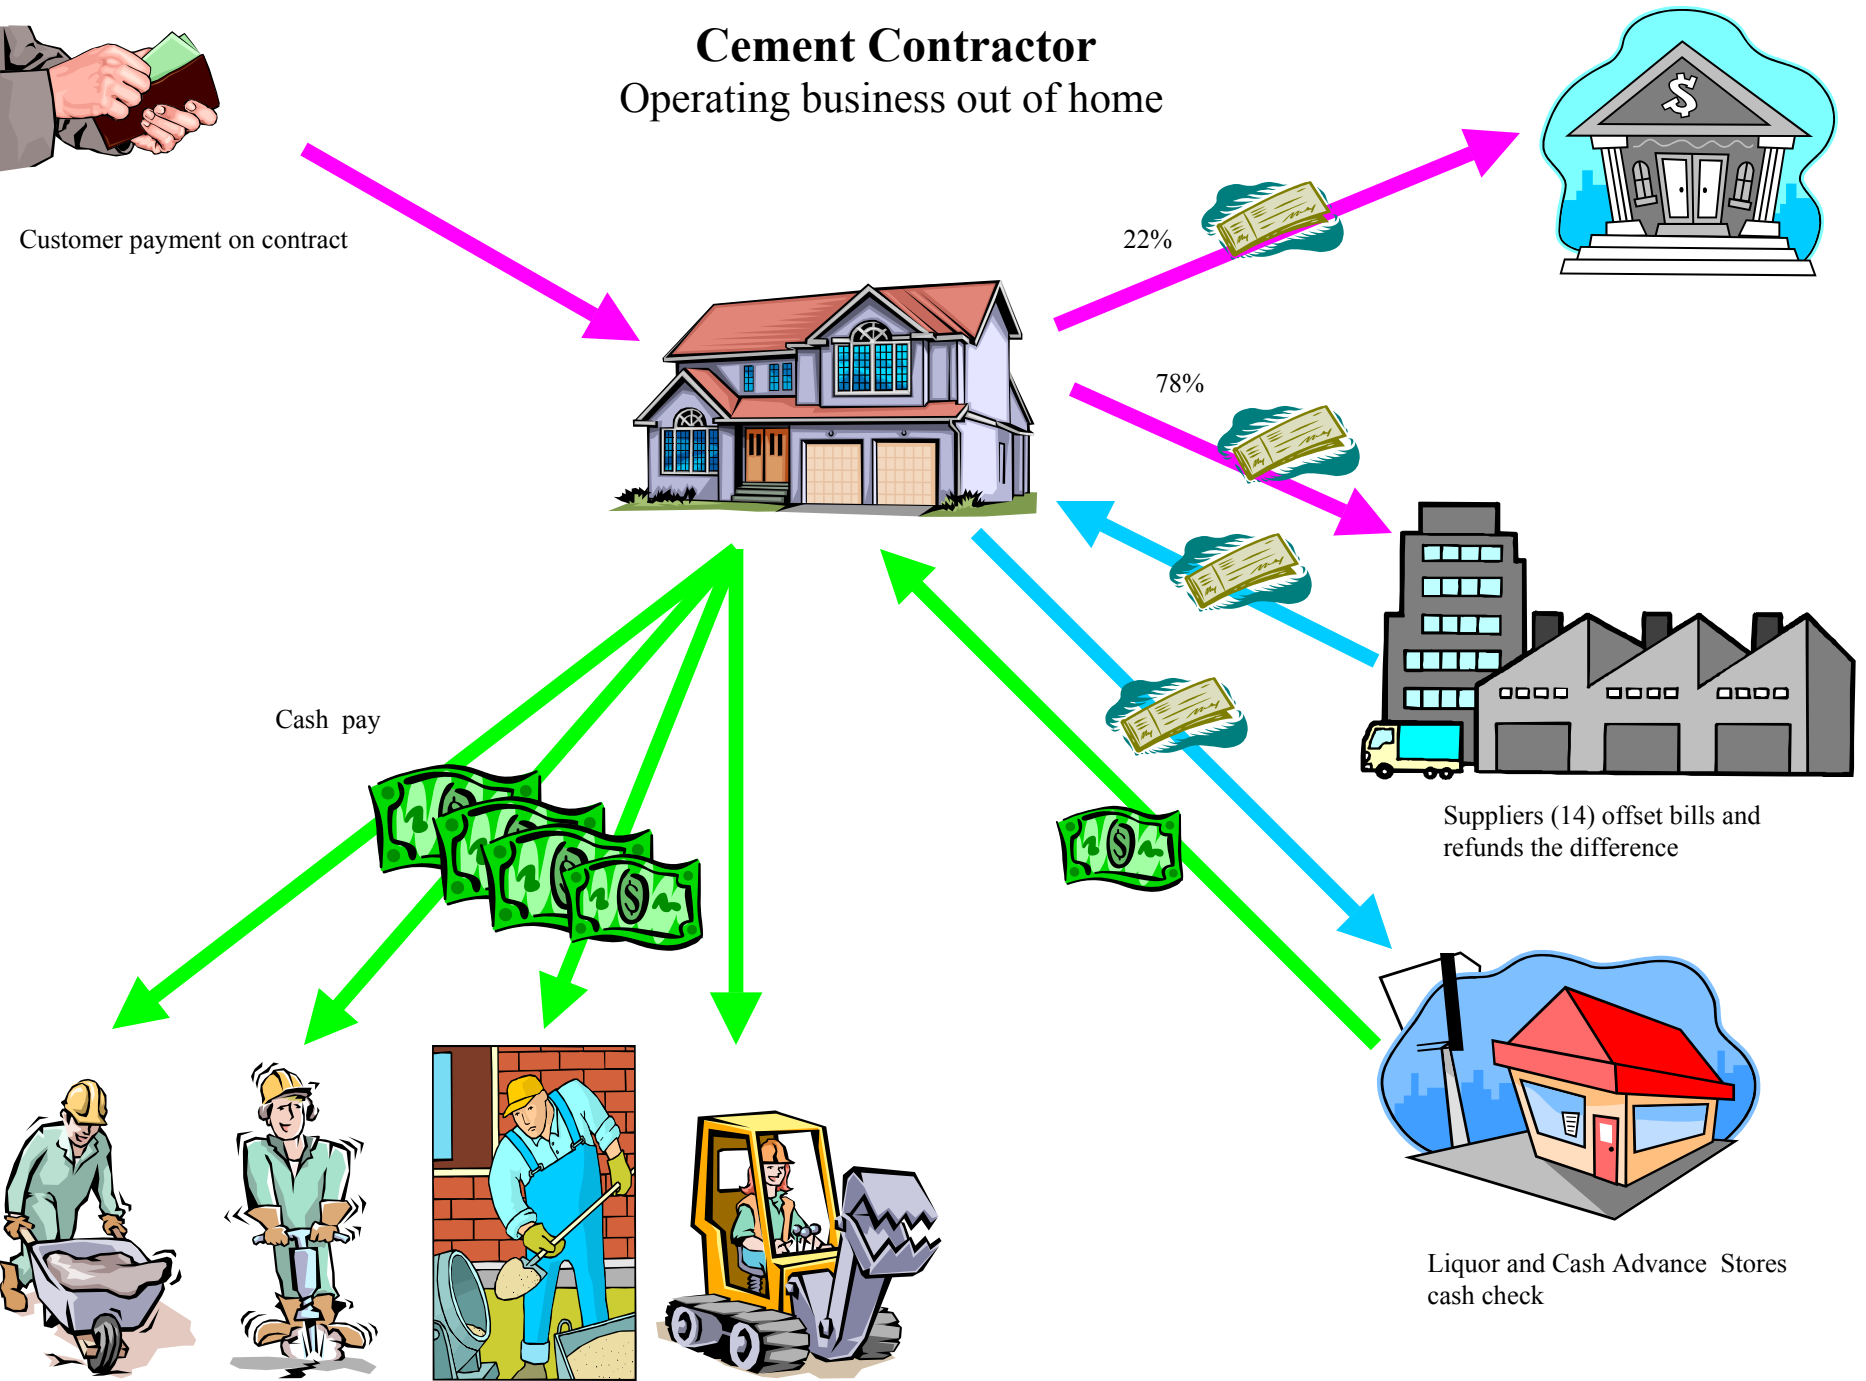 Cement Contractor
Operating business out of home
Customer payment on contract
22%
78%
Cash pay
Suppliers (14) offset bills and
refunds the difference
Liquor and Cash Advance Stores
cash check